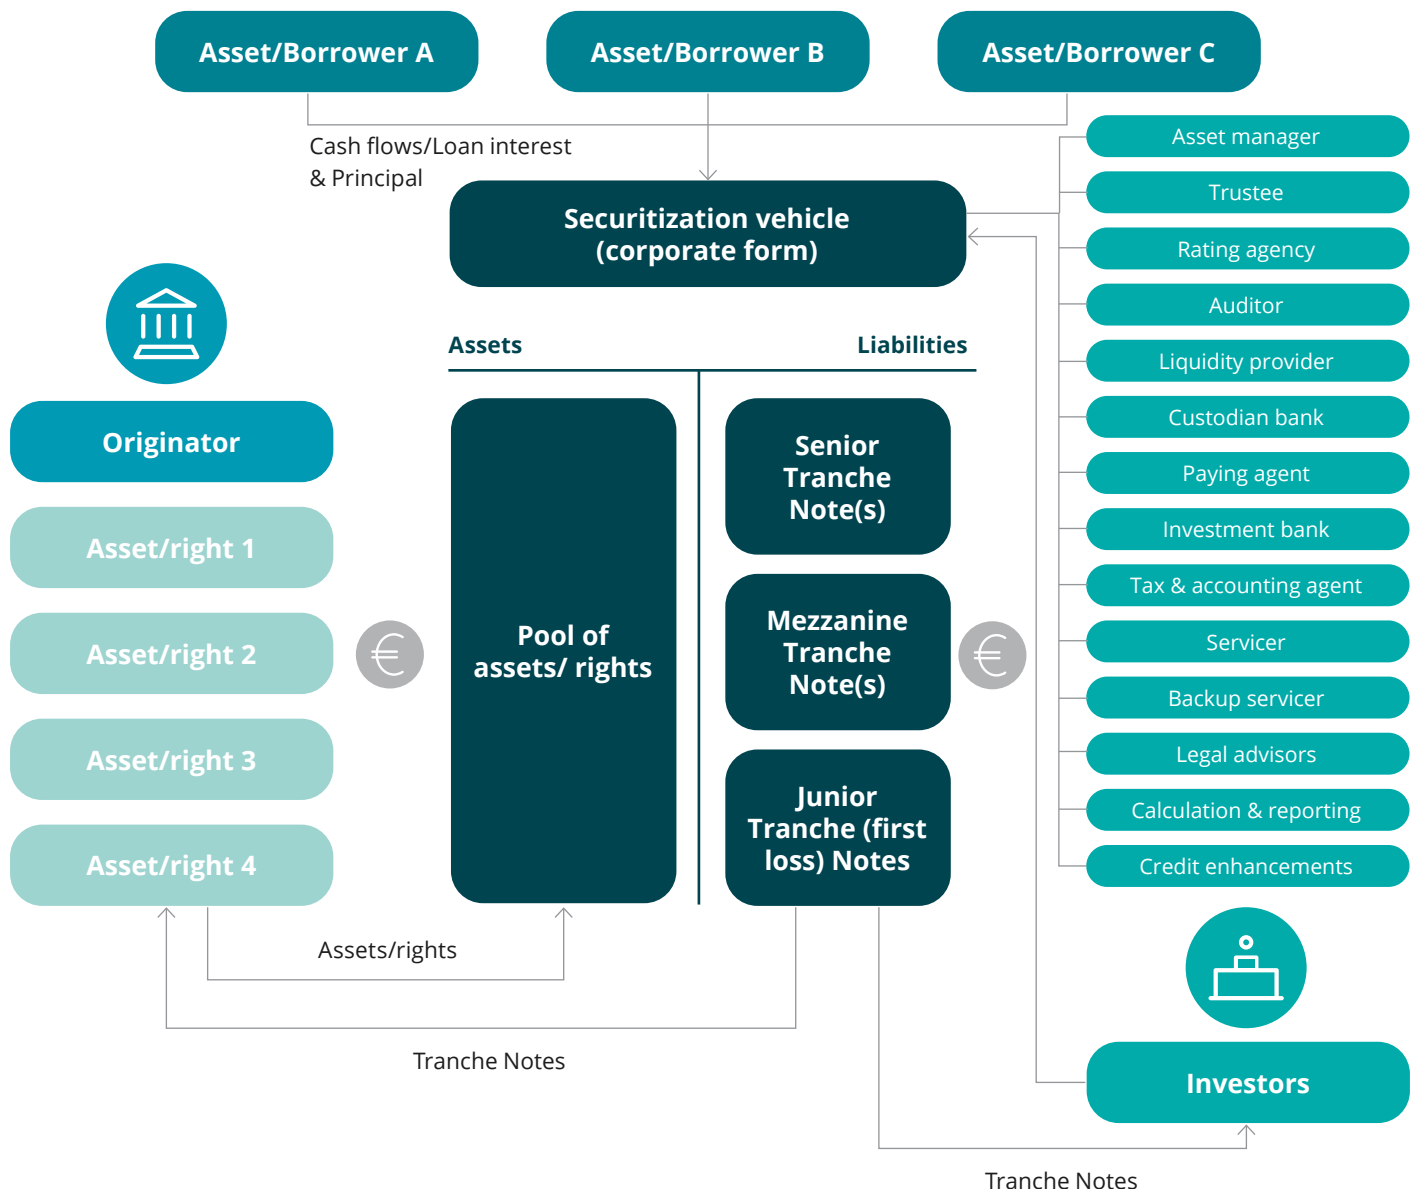 Asset/Borrower A
Asset/Borrower B
Asset/Borrower C
Cash flows/Loan interest
& Principal
Securitization vehicle
(corporate form)
Asset manager
Trustee
Rating agency
Auditor
Liquidity provider
Custodian bank
Paying agent
Investment bank
Tax & accounting agent
Servicer
Backup servicer
Legal advisors
Calculation & reporting
Credit enhancements
Originator
Asset/right 1
Asset/right 2
Asset/right 3
Asset/right 4
€
Assets
Liabilities
Pool of
assets/ rights
Senior
Tranche
Note(s)
Mezzanine
Tranche
Note(s)
Junior
Tranche (first
loss) Notes
€
Assets/rights
Tranche Notes
Investors
Tranche Notes